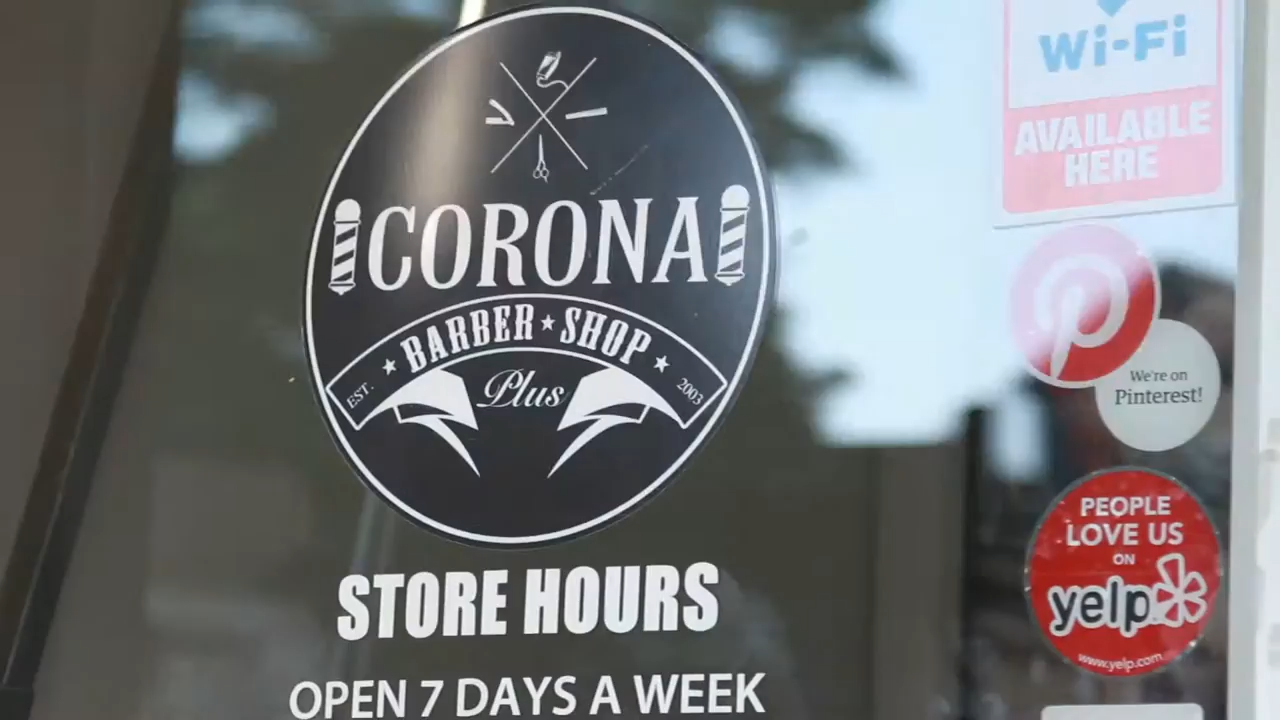 CORONA
BARBER★SHOP
EST. ★ ★ 2003
Plus
STORE HOURS
OPEN 7 DAYS A WEEK
Wi-Fi
AVAILABLE
HERE
We're on
Pinterest!
PEOPLE
LOVE US
ON
yelp
www.yelp.com